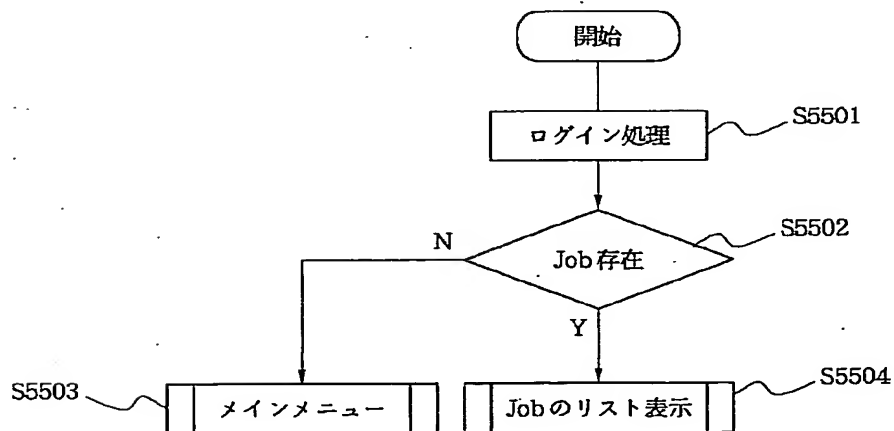 開始
ログイン処理
S5501
S5502
N
Job存在
Y
S5503
メインメニュー
Jobのリスト表示
S5504